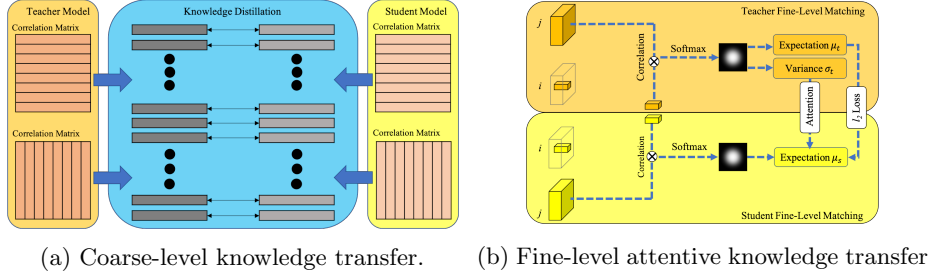 Teacher Model
Knowledge Distillation
Student Model
Correlation Matrix
Correlation Matrix
Correlation Matrix
Correlation Matrix
(a) Coarse-level knowledge transfer.
Teacher Fine-Level Matching
j
Correlation
Softmax
Expectation μt
Variance σt
i
Attention
l2 Loss
i
Correlation
Softmax
Expectation μs
j
Student Fine-Level Matching
(b) Fine-level attentive knowledge transfer